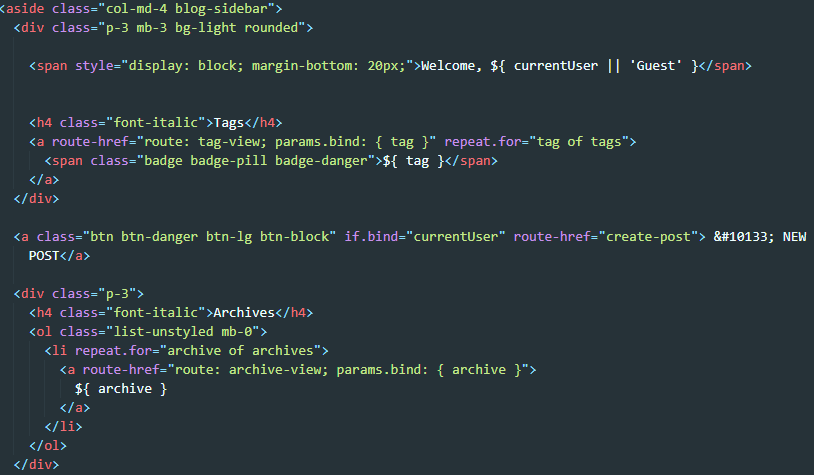 <aside class="col-md-4 blog-sidebar">
<div class="p-3 mb-3 bg-light rounded">
<span style="display: block; margin-bottom: 20px;">Welcome, ${ currentUser || 'Guest' }</span>
<h4 class="font-italic">Tags</h4>
<a route-href="route: tag-view; params.bind: { tag }" repeat.for="tag of tags">
<span class="badge badge-pill badge-danger">${ tag }</span>
</a>
</div>
<a class="btn btn-danger btn-lg btn-block" if.bind="currentUser" route-href="create-post"> &#10133; NEW
POST</a>
<div class="p-3">
<h4 class="font-italic">Archives</h4>
<ol class="list-unstyled mb-0">
<li repeat.for="archive of archives">
<a route-href="route: archive-view; params.bind: { archive }">
${ archive }
</a>
</li>
</ol>
</div>